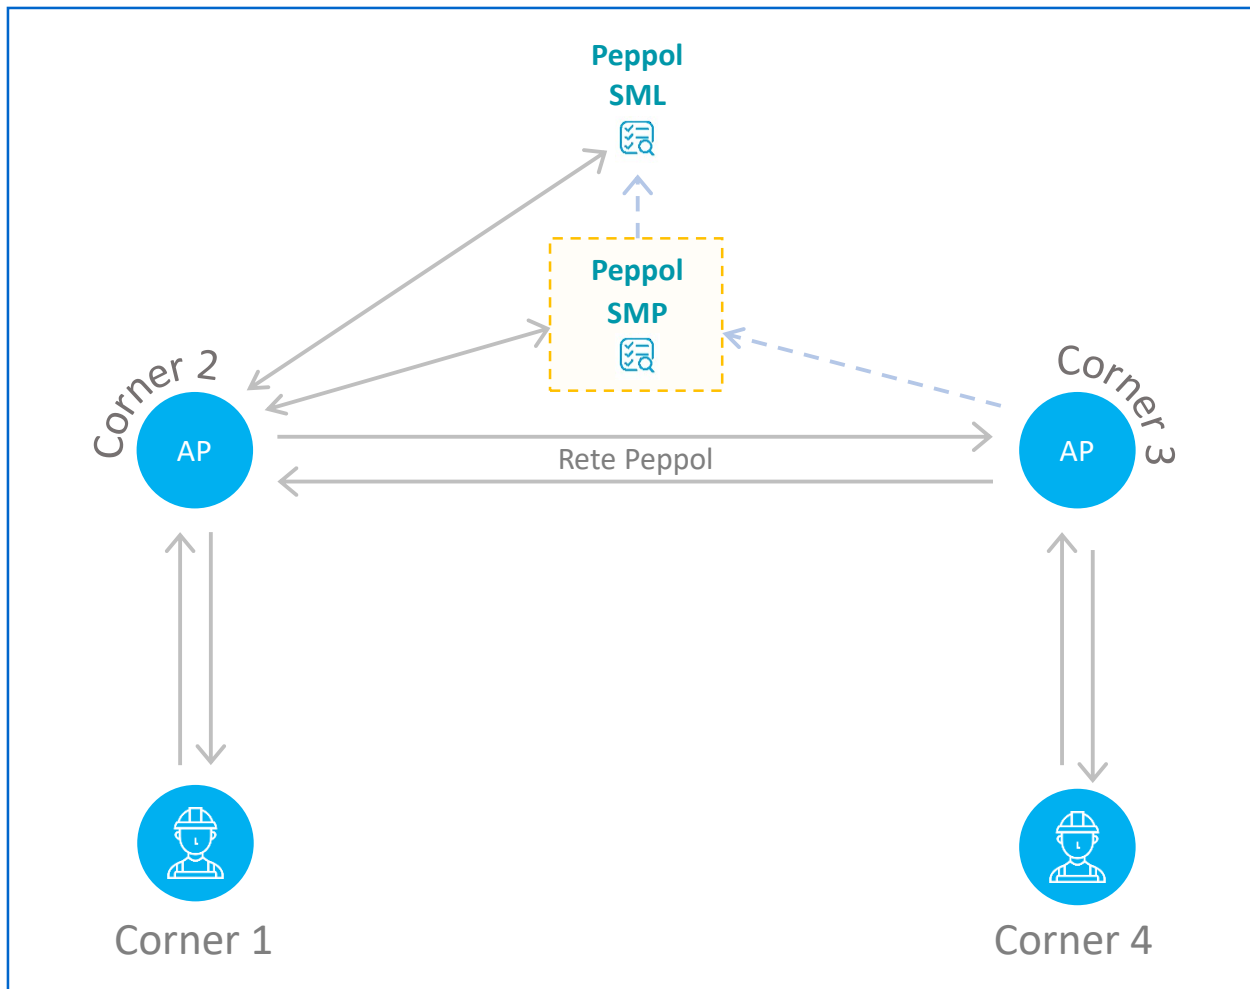 Peppol
SML
Peppol
SMP
Corner 2
Corner 3
AP
AP
Rete Peppol
Corner 1
Corner 4